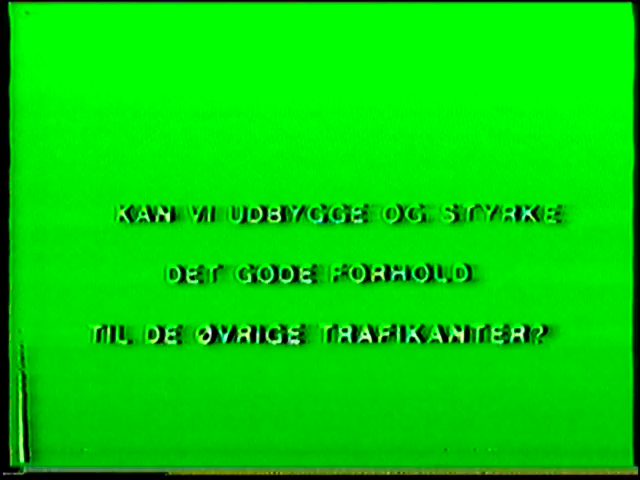 KAN VI UDBYGGE OG STYRKE
DET GODE FORHOLD
TIL DE ØVRIGE TRAFIKANTER?